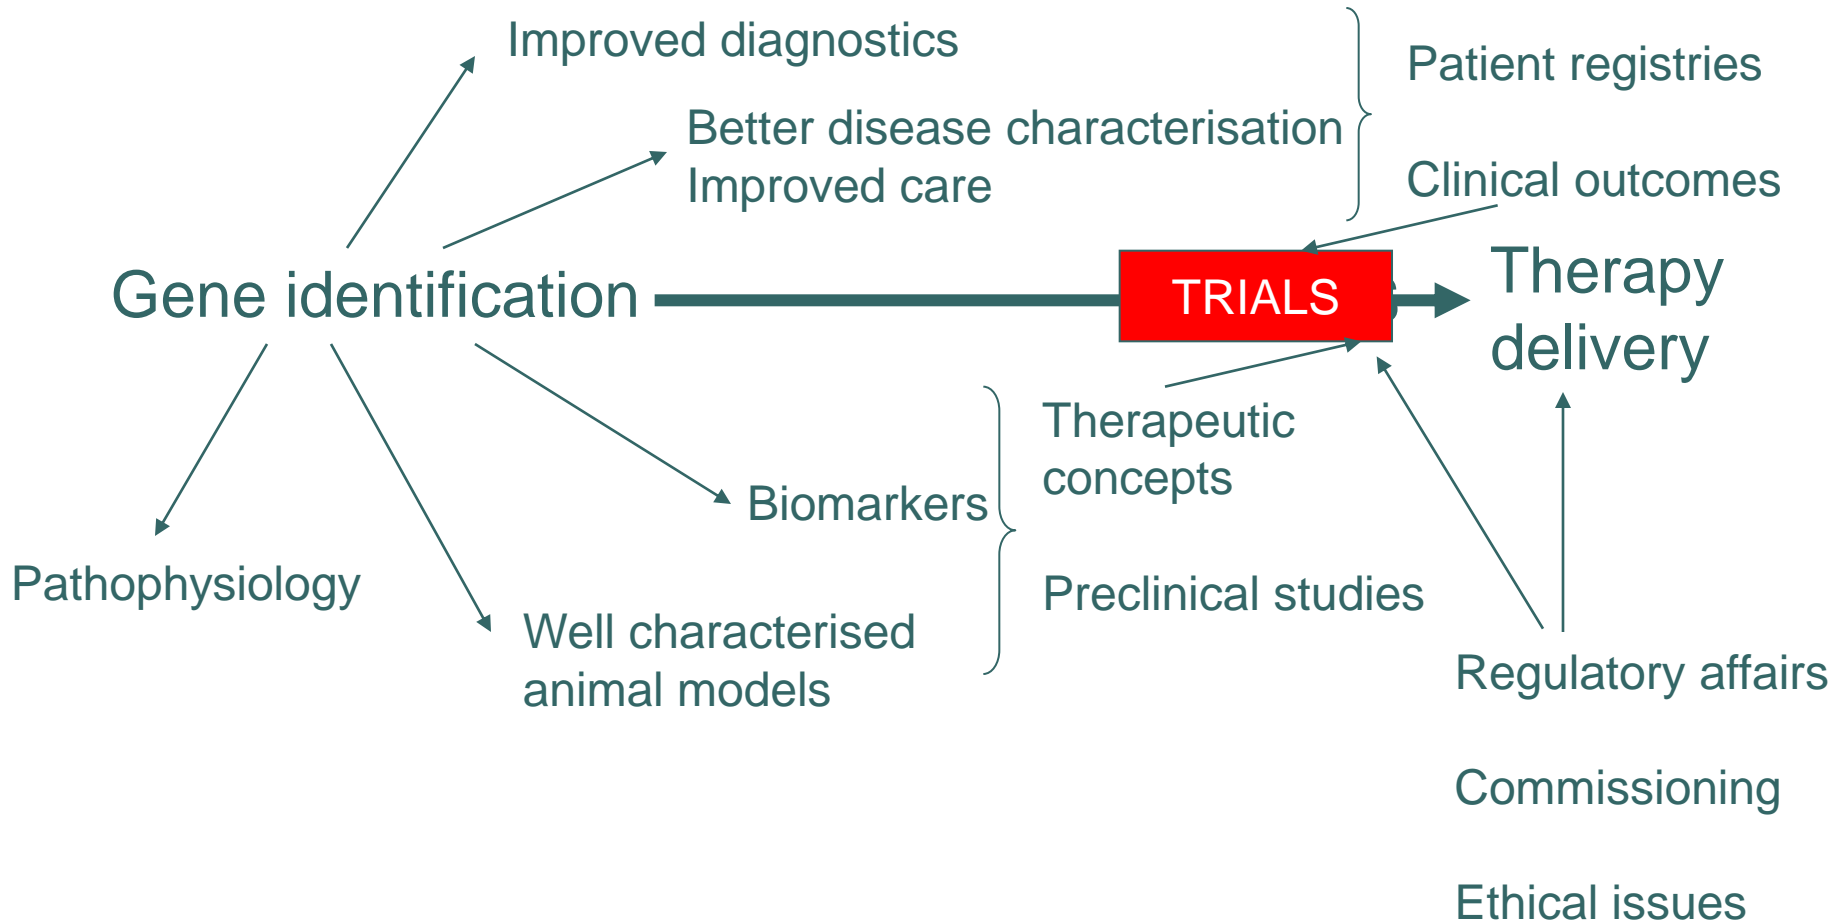 Improved diagnostics
Patient registries
Better disease characterisation
Improved care
Clinical outcomes
Gene identification
TRIALS
Therapy
delivery
Therapeutic
concepts
Biomarkers
Pathophysiology
Preclinical studies
Well characterised
animal models
Regulatory affairs
Commissioning
Ethical issues